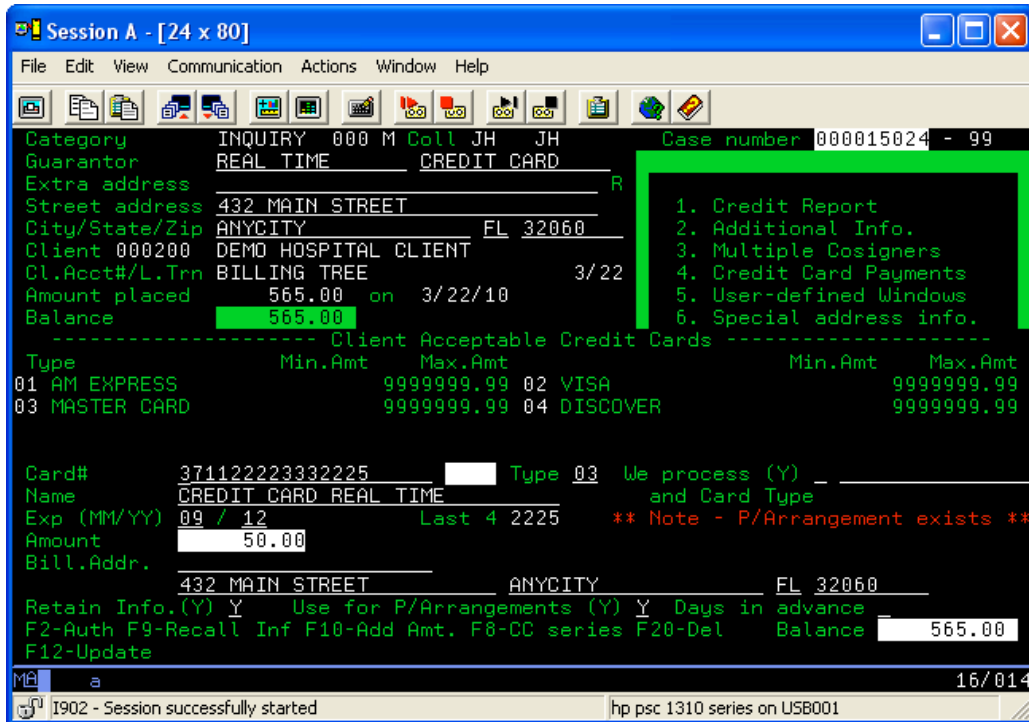 Session A - [24 x 80]
File Edit View Communication Actions Window Help
Category INQUIRY 000 M Coll JH JH Case number 000015024 - 99
Guarantor REAL TIME CREDIT CARD
Extra address R
Street address 432 MAIN STREET 1. Credit Report
City/State/Zip ANYCITY FL 32060 2. Additional Info.
Client 000200 DEMO HOSPITAL CLIENT 3. Multiple Cosigners
Cl.Acct#/L.Trn BILLING TREE 3/22 4. Credit Card Payments
Amount placed 565.00 on 3/22/10 5. User-defined Windows
Balance 565.00 6. Special address info.
--------------------- Client Acceptable Credit Cards ---------------------
Type Min.Amt Max.Amt Min.Amt Max.Amt
01 AM EXPRESS 9999999.99 02 VISA 9999999.99
03 MASTER CARD 9999999.99 04 DISCOVER 9999999.99
Card# 371122223332225 Type 03 We process (Y) _
Name CREDIT CARD REAL TIME and Card Type
Exp (MM/YY) 09 / 12 Last 4 2225 ** Note - P/Arrangement exists **
Amount 50.00
Bill.Addr.
432 MAIN STREET ANYCITY FL 32060
Retain Info.(Y) Y Use for P/Arrangements (Y) Y Days in advance _
F2-Auth F9-Recall Inf F10-Add Amt. F8-CC series F20-Del Balance 565.00
F12-Update
MA a 16/014
I902 - Session successfully started hp psc 1310 series on USB001